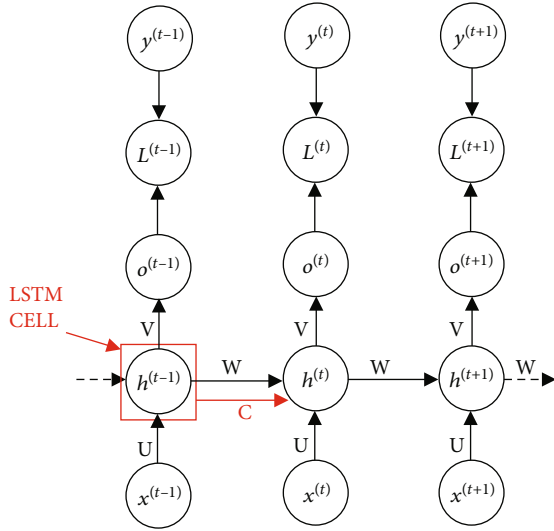 y(t−1) y(t) y(t+1)
L(t−1) L(t) L(t+1)
o(t−1) o(t) o(t+1)
LSTM
CELL
V V V
h(t−1) W h(t) W h(t+1) W
C
U U U
x(t−1) x(t) x(t+1)